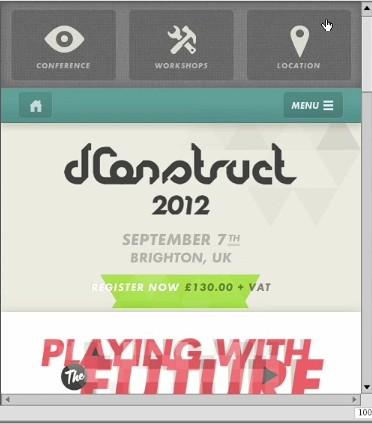 CONFERENCE WORKSHOPS LOCATION
MENU
dConstruct
2012
SEPTEMBER 7TH
BRIGHTON, UK
REGISTER NOW £130.00 + VAT
PLAYING WITH
The FUTURE
100